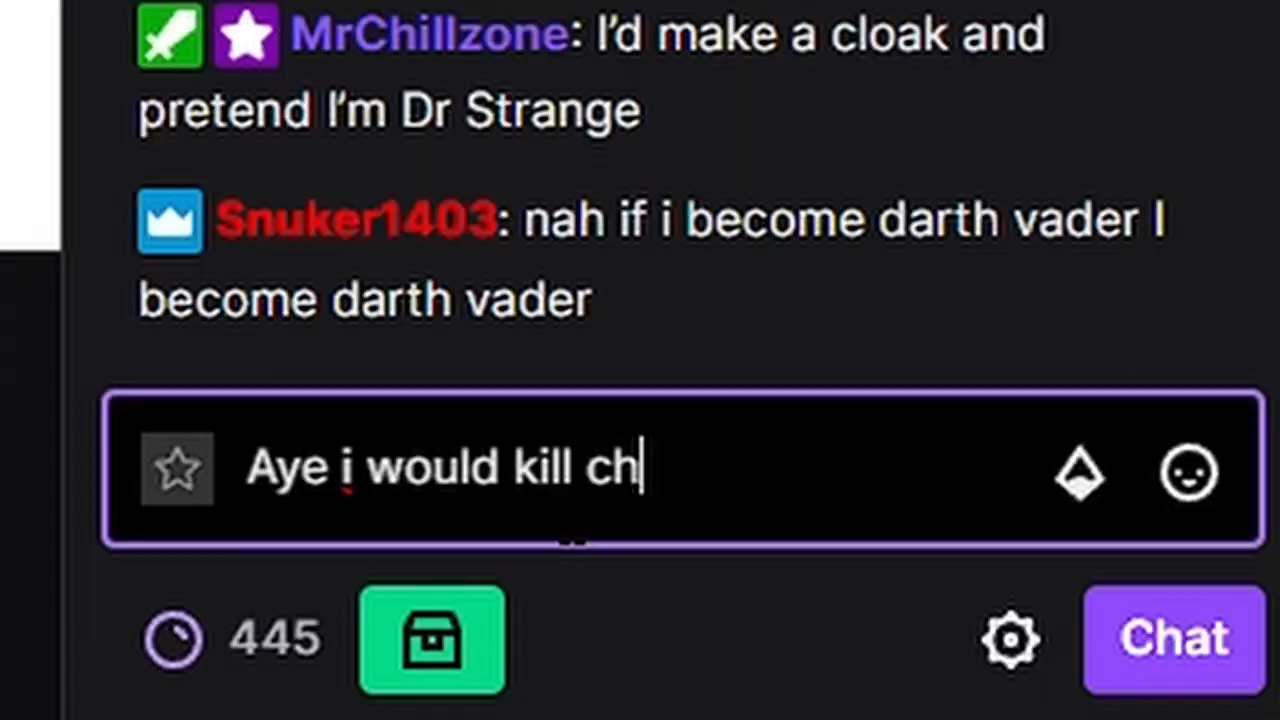 MrChillzone: I'd make a cloak and
pretend I'm Dr Strange
Snuker1403: nah if i become darth vader I
become darth vader
Aye i would kill ch
445
Chat